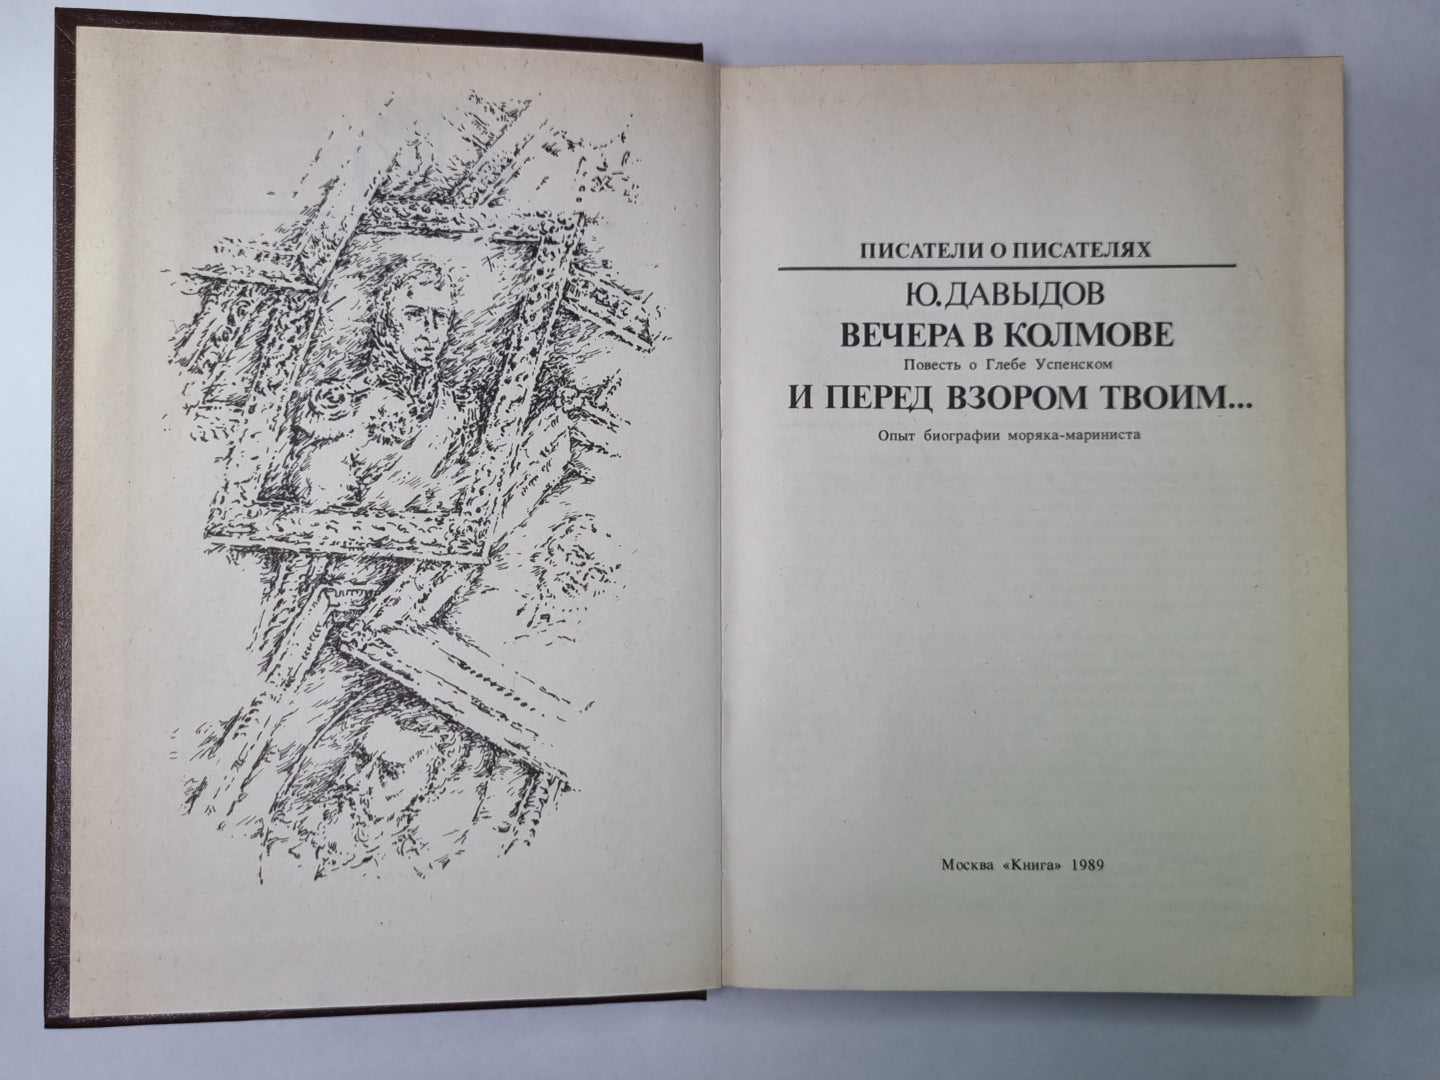 ПИСАТЕЛИ О ПИСАТЕЛЯХ
Ю. ДАВЫДОВ
ВЕЧЕРА В КОЛМОВЕ
Повесть о Глебе Успенском
И ПЕРЕД ВЗОРОМ ТВОИМ...
Опыт биографии моряка-мариниста
Москва «Книга» 1989